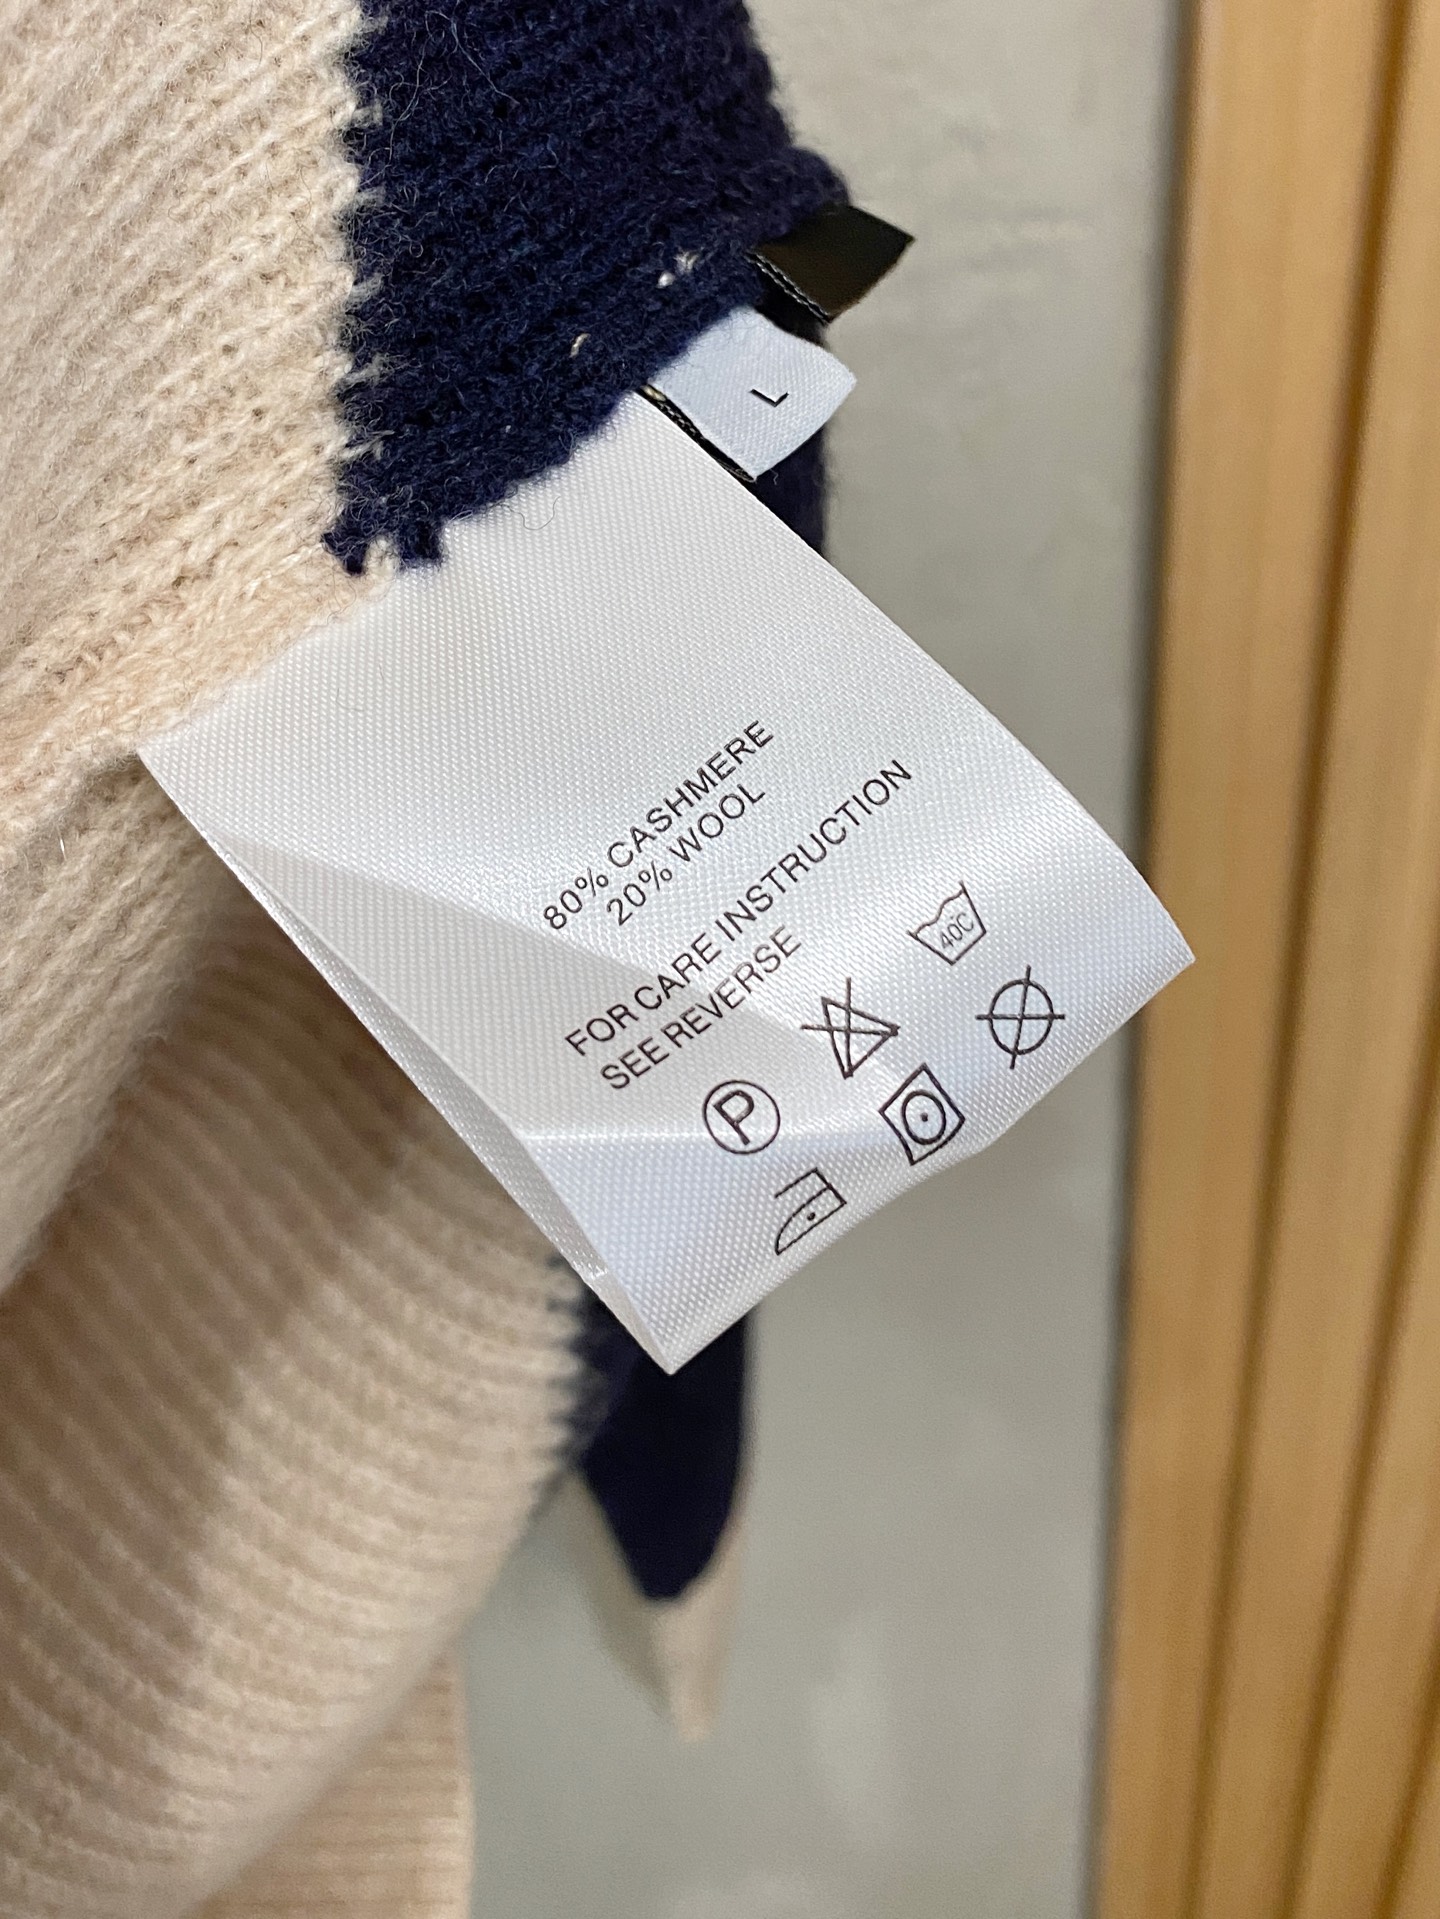 L
80% CASHMERE
20% WOOL
FOR CARE INSTRUCTION
SEE REVERSE
40°C
P